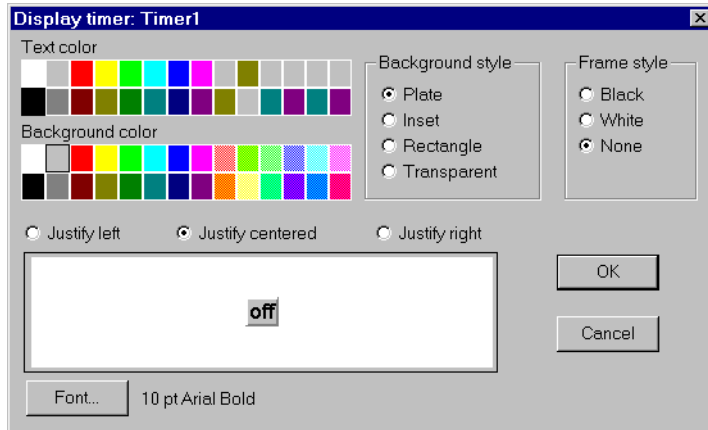 Display timer: Timer1
Text color
Background color
Background style
Plate
Inset
Rectangle
Transparent
Frame style
Black
White
None
Justify left
Justify centered
Justify right
off
OK
Cancel
Font...
10 pt Arial Bold